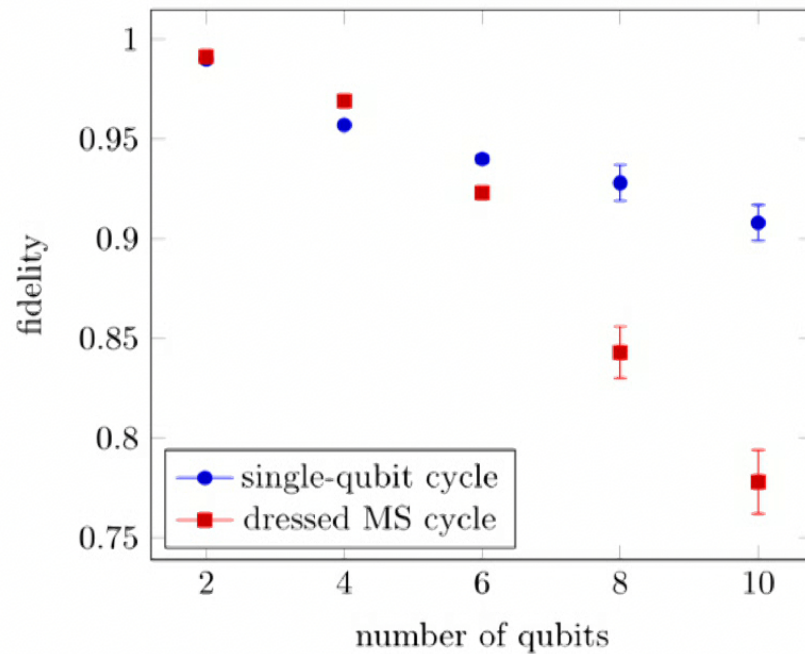 1
0.95
0.9
0.85
0.8
0.75
fidelity
single-qubit cycle
dressed MS cycle
2 4 6 8 10
number of qubits